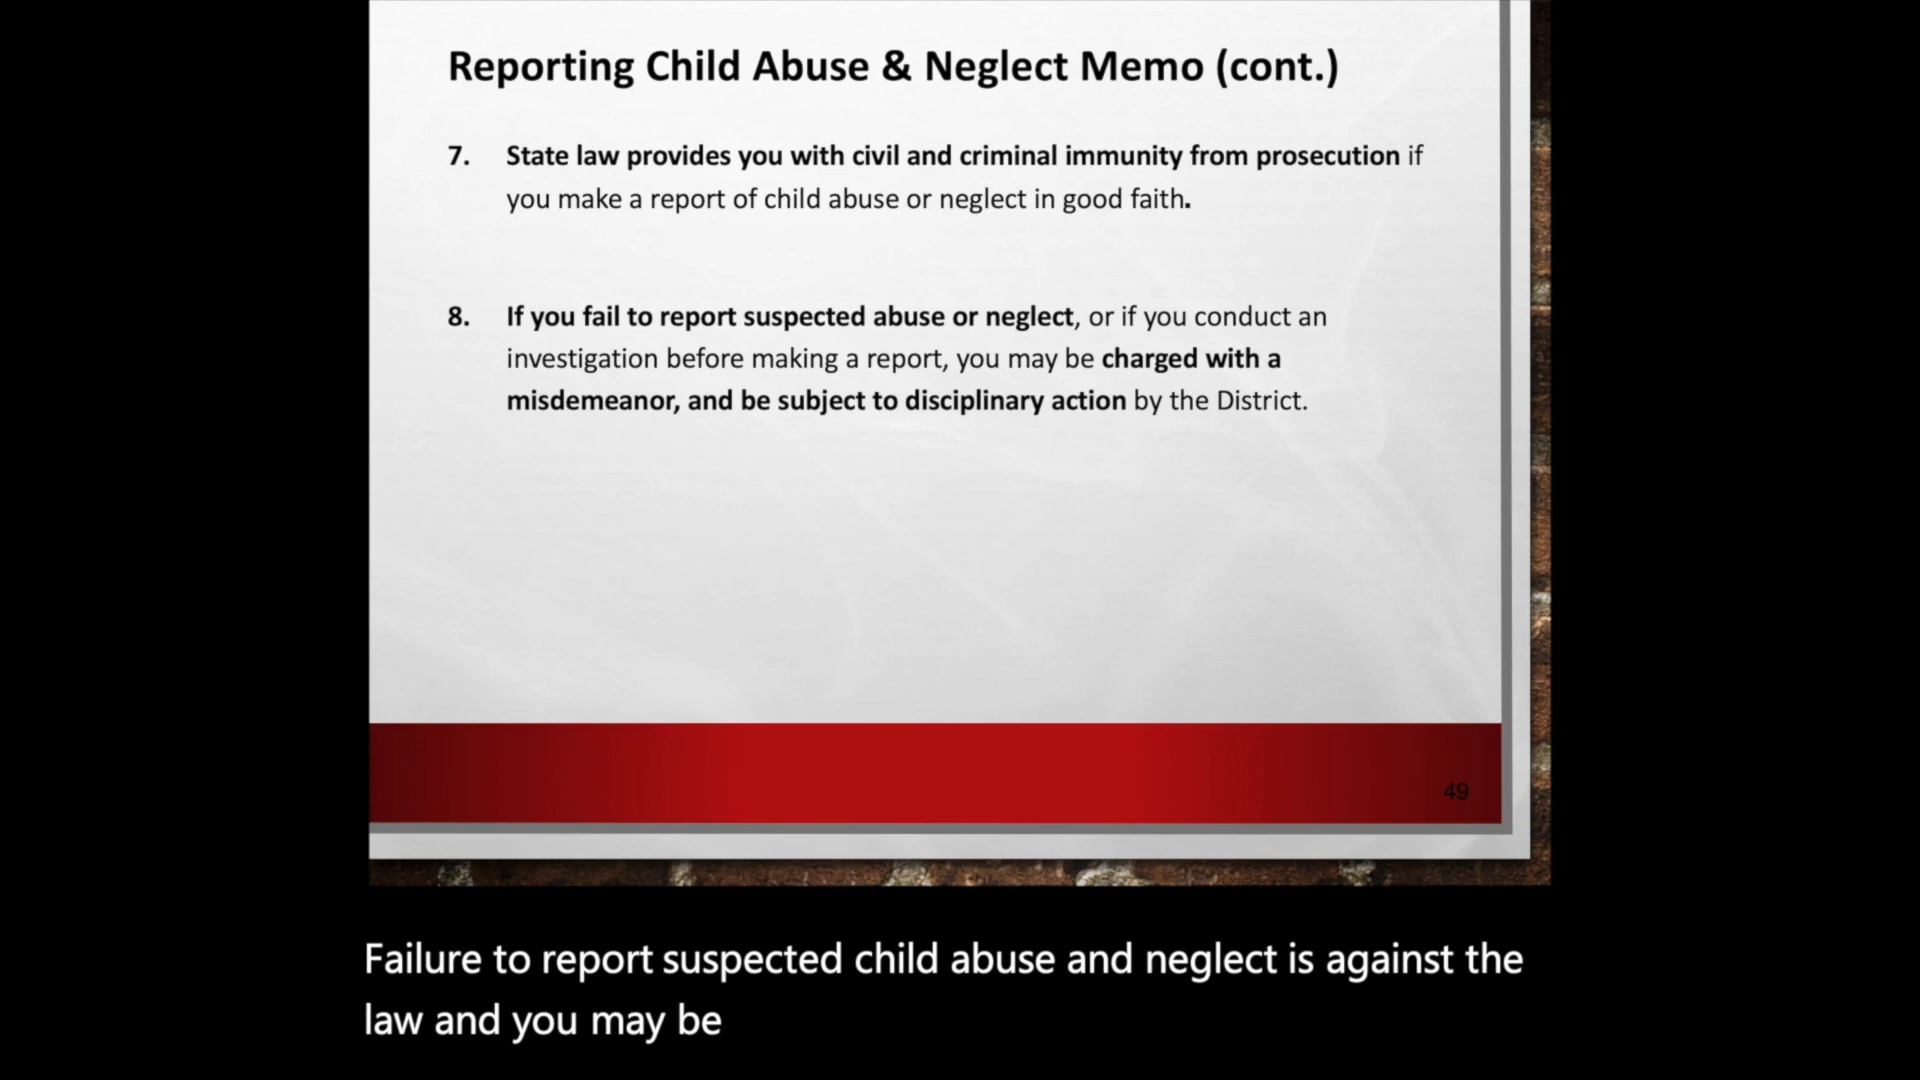 Reporting Child Abuse & Neglect Memo (cont.)
7. State law provides you with civil and criminal immunity from prosecution if
you make a report of child abuse or neglect in good faith.
8. If you fail to report suspected abuse or neglect, or if you conduct an
investigation before making a report, you may be charged with a
misdemeanor, and be subject to disciplinary action by the District.
49
Failure to report suspected child abuse and neglect is against the
law and you may be